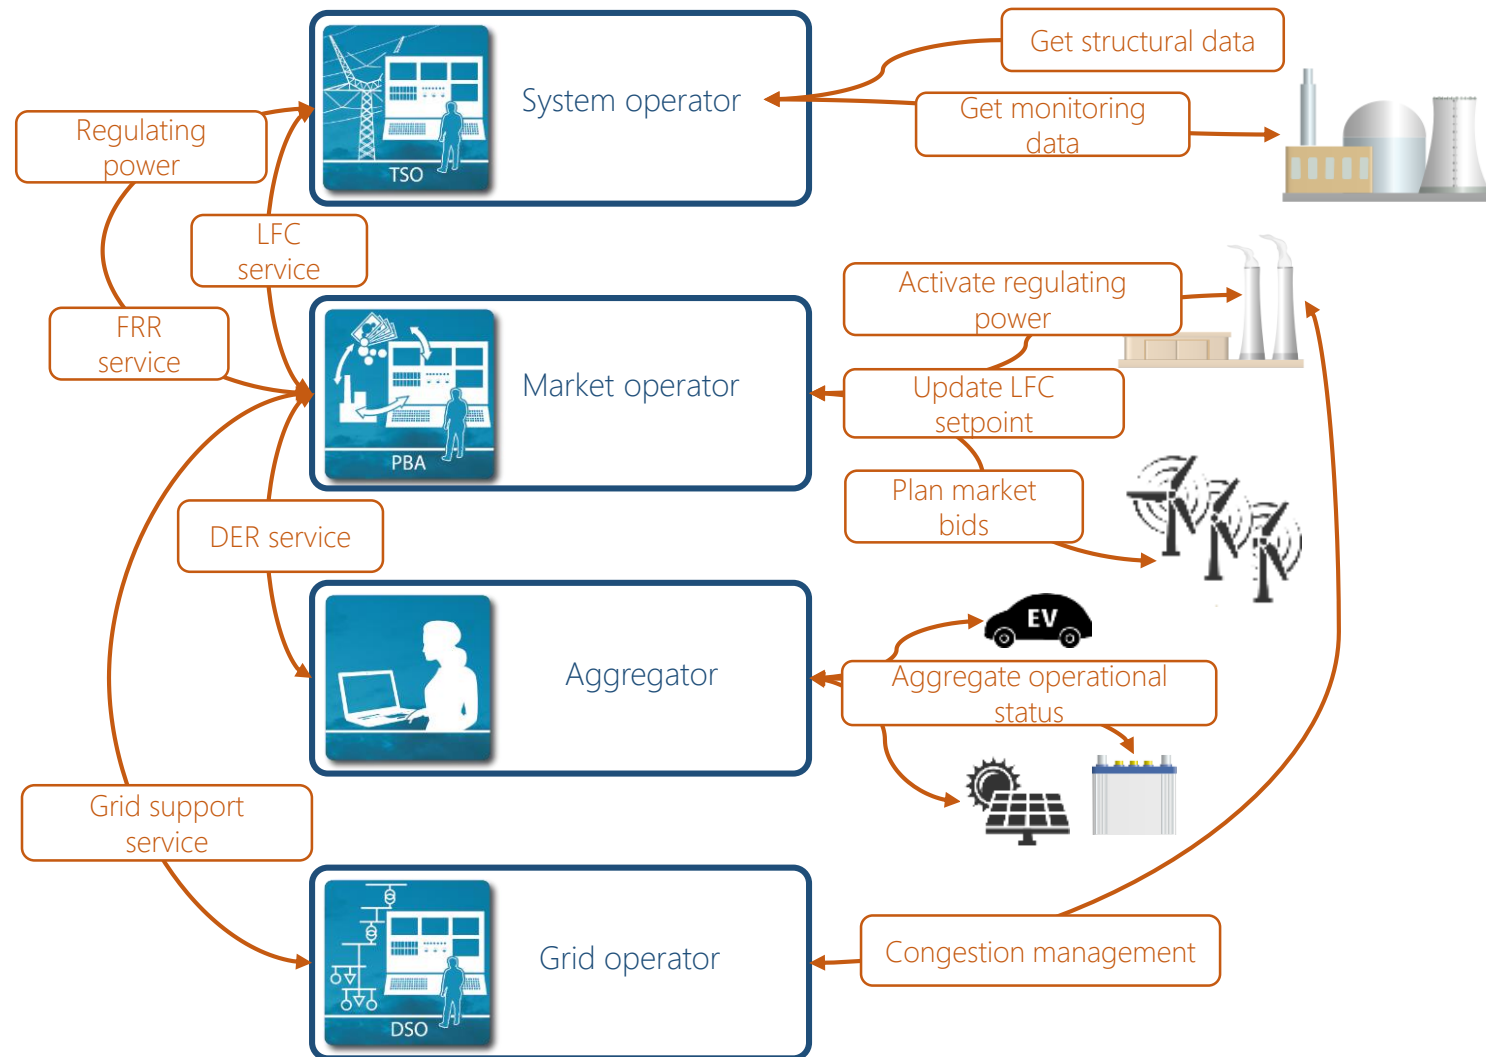 Get structural data
System operator
Get monitoring
data
TSO
Regulating
power
LFC
service
FRR
service
Activate regulating
power
Market operator
Update LFC
setpoint
PBA
Plan market
bids
DER service
EV
Aggregator
Aggregate operational
status
Grid support
service
Grid operator
Congestion management
DSO